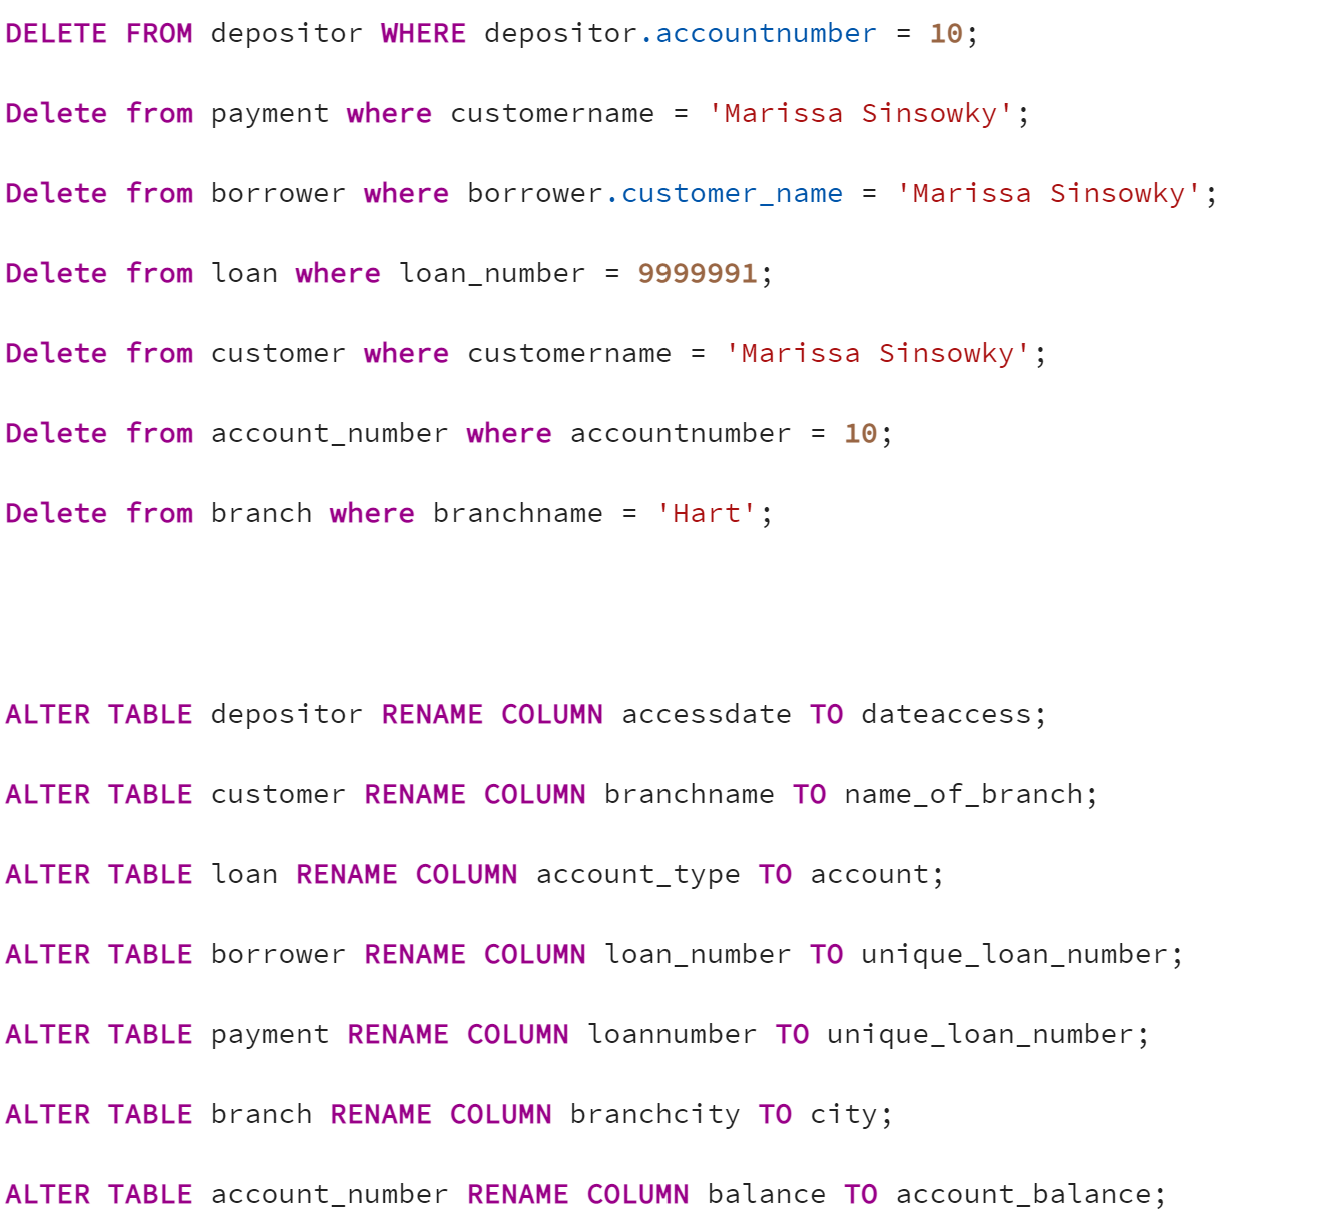 DELETE FROM depositor WHERE depositor.accountnumber = 10;
Delete from payment where customername = 'Marissa Sinsowky';
Delete from borrower where borrower.customer_name = 'Marissa Sinsowky';
Delete from loan where loan_number = 9999991;
Delete from customer where customername = 'Marissa Sinsowky';
Delete from account_number where accountnumber = 10;
Delete from branch where branchname = 'Hart';
ALTER TABLE depositor RENAME COLUMN accessdate TO dateaccess;
ALTER TABLE customer RENAME COLUMN branchname TO name_of_branch;
ALTER TABLE loan RENAME COLUMN account_type TO account;
ALTER TABLE borrower RENAME COLUMN loan_number TO unique_loan_number;
ALTER TABLE payment RENAME COLUMN loannumber TO unique_loan_number;
ALTER TABLE branch RENAME COLUMN branchcity TO city;
ALTER TABLE account_number RENAME COLUMN balance TO account_balance;